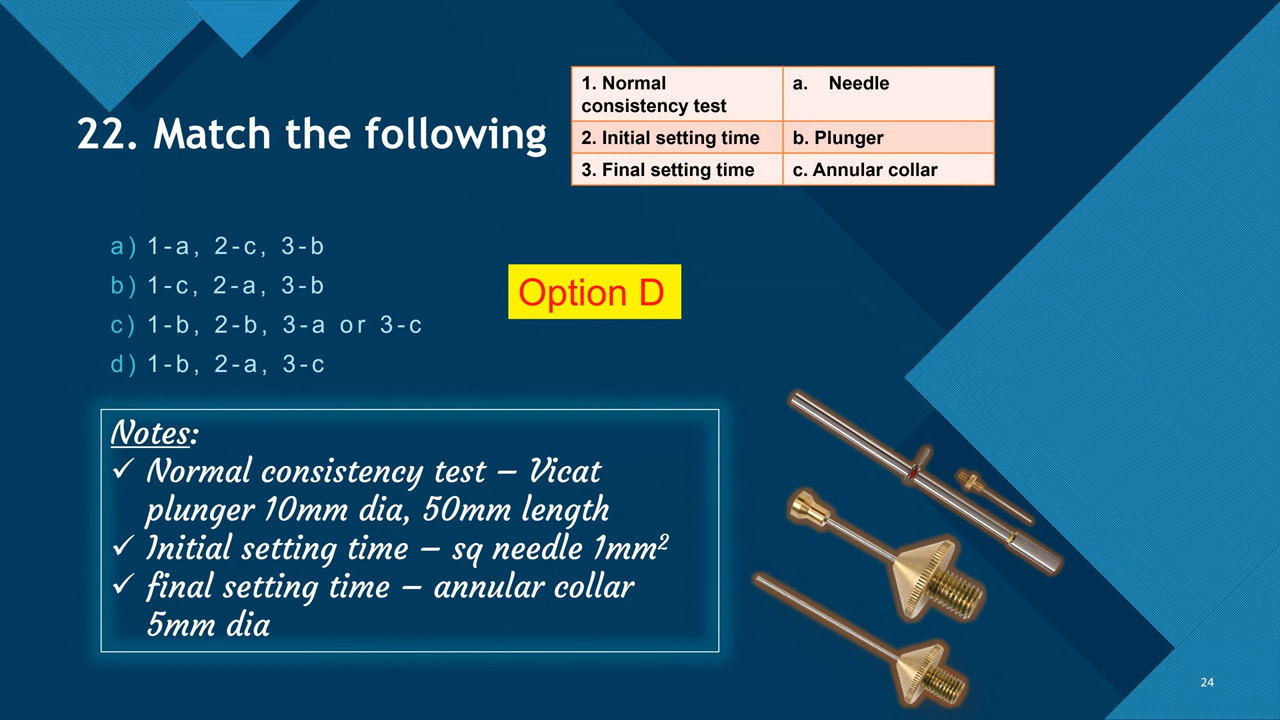 22. Match the following
1. Normal
consistency test
a. Needle
2. Initial setting time
b. Plunger
3. Final setting time
c. Annular collar
a) 1-a, 2-c, 3-b
b) 1-c, 2-a, 3-b
c) 1-b, 2-b, 3-a or 3-c
d) 1-b, 2-a, 3-c
Option D
Notes:
✓ Normal consistency test – Vicat
plunger 10mm dia, 50mm length
✓ Initial setting time – sq needle 1mm²
✓ final setting time – annular collar
5mm dia
24